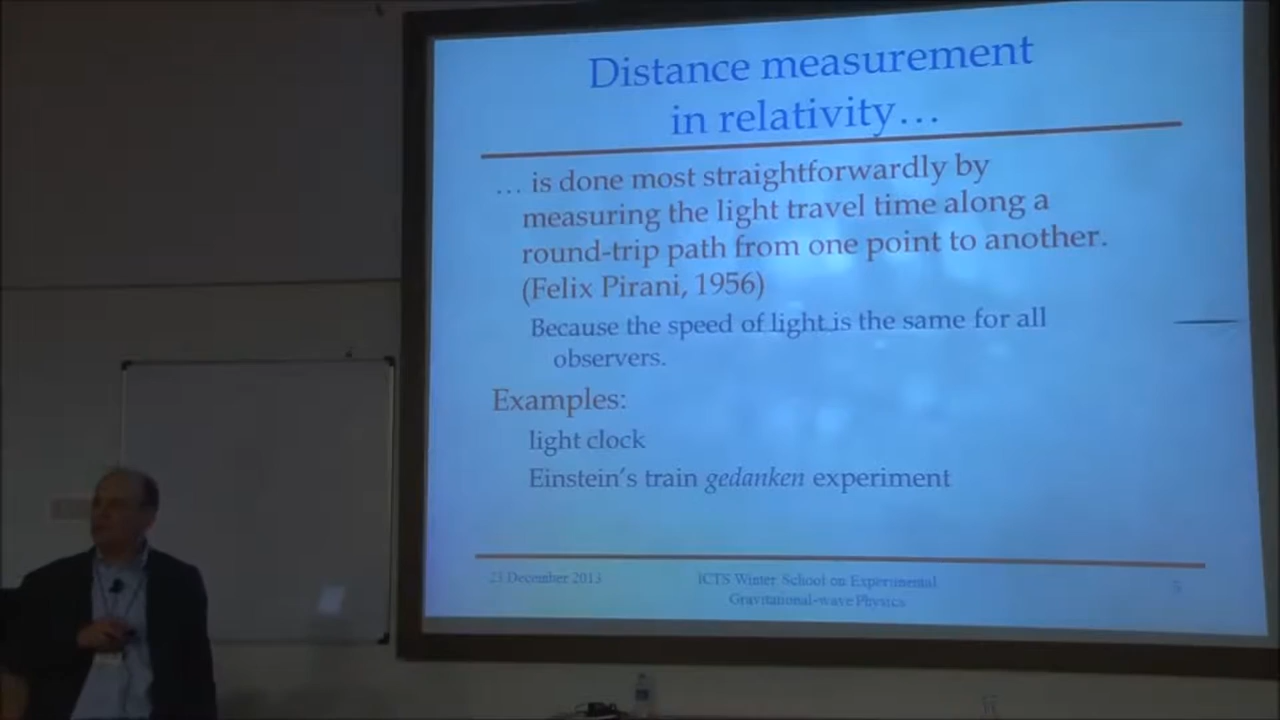 Distance measurement
in relativity…
… is done most straightforwardly by
measuring the light travel time along a
round-trip path from one point to another.
(Felix Pirani, 1956)
Because the speed of light is the same for all
observers.
Examples:
light clock
Einstein's train gedanken experiment
23 December 2013
ICTS Winter School on Experimental
Gravitational-wave Physics
5